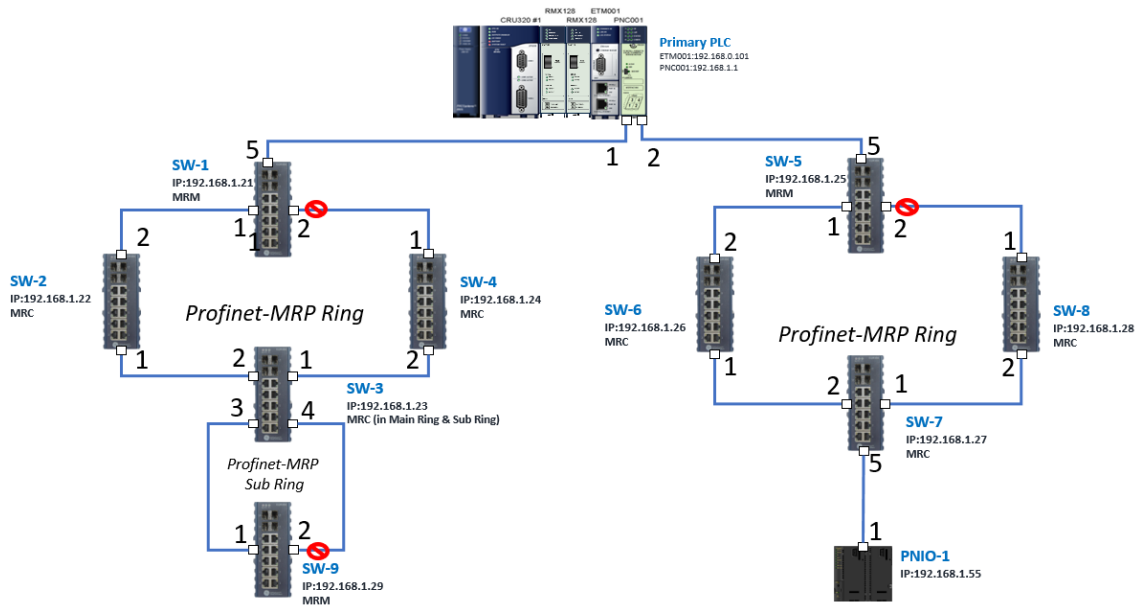 RMX128
ETM001
CRU320 #1
RMX128
PNC001
Primary PLC
ETM001:192.168.0.101
PNC001:192.168.1.1
1
2
SW-1
IP:192.168.1.21
MRM
5
1
1
2
SW-2
IP:192.168.1.22
MRC
2
1
Profinet-MRP Ring
1
2
SW-4
IP:192.168.1.24
MRC
2
1
3
4
SW-3
IP:192.168.1.23
MRC (in Main Ring & Sub Ring)
Profinet-MRP
Sub Ring
1
2
SW-9
IP:192.168.1.29
MRM
SW-5
IP:192.168.1.25
MRM
5
1
2
2
1
SW-6
IP:192.168.1.26
MRC
Profinet-MRP Ring
1
2
SW-8
IP:192.168.1.28
MRC
2
1
SW-7
IP:192.168.1.27
MRC
5
1
PNIO-1
IP:192.168.1.55